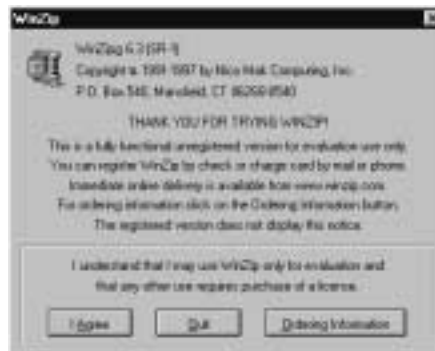 WinZip
WinZip® 6.3 (SR-1)
Copyright © 1991-1997 by Nico Mak Computing, Inc.
P.O. Box 540, Mansfield, CT 06268-0540
THANK YOU FOR TRYING WINZIP!
This is a fully functional unregistered version for evaluation use only.
You can register WinZip by check or charge card by mail or phone.
Immediate online delivery is available from www.winzip.com.
For ordering information click on the Ordering Information button.
The registered version does not display this notice.
I understand that I may use WinZip only for evaluation and
that any other use requires purchase of a license.
I Agree
Quit
Ordering Information